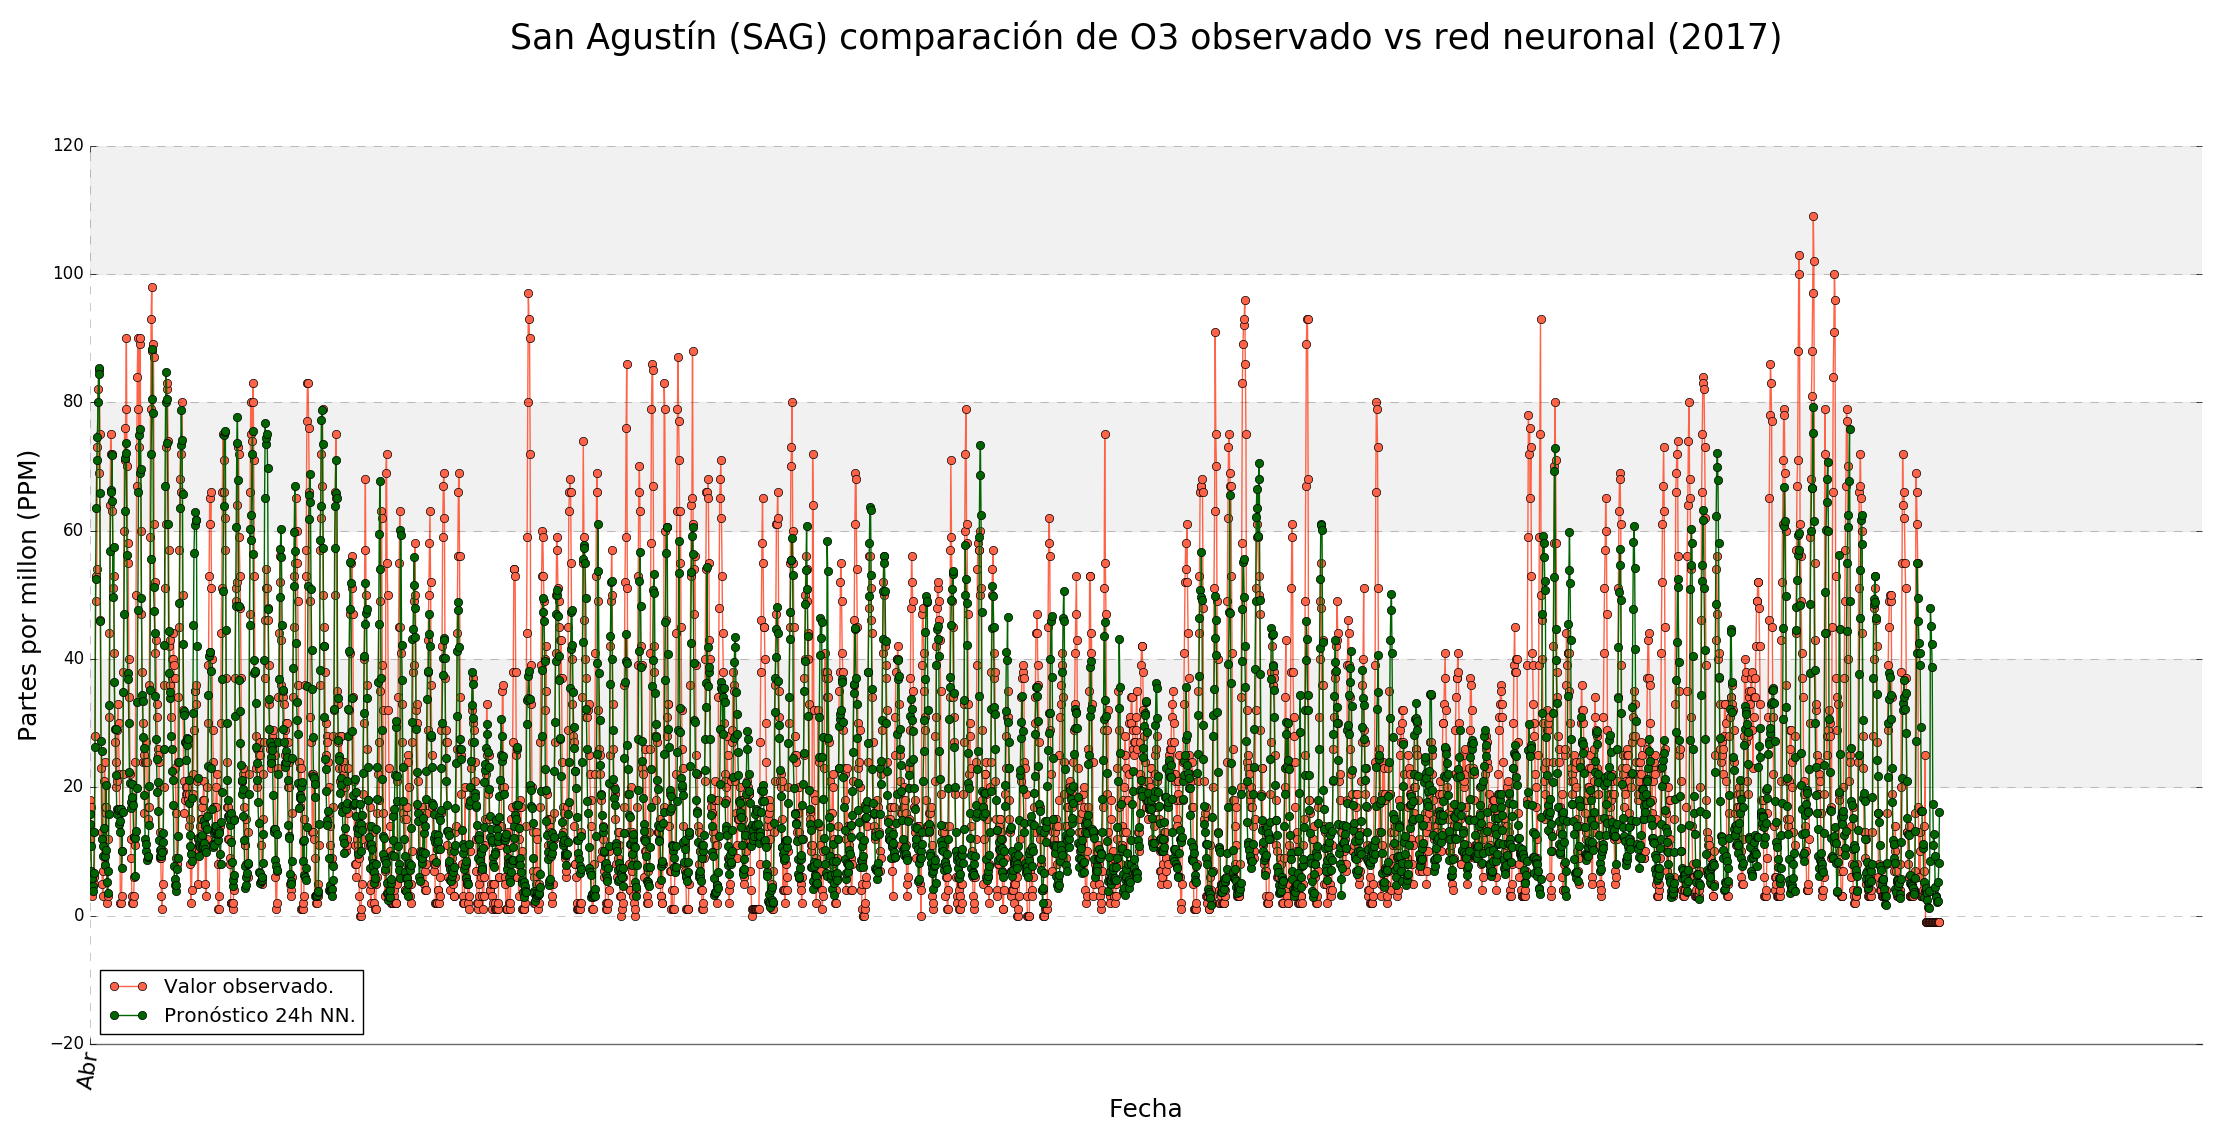 San Agustín (SAG) comparación de O3 observado vs red neuronal (2017)
120
100
80
60
40
20
0
−20
Partes por millon (PPM)
Valor observado.
Pronóstico 24h NN.
Abr
Fecha